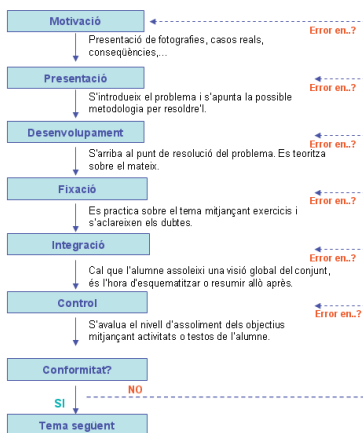 Motivació
Error en..?
Presentació de fotografies, casos reals,
conseqüències,...
Presentació
Error en..?
S'introdueix el problema i s'apunta la possible
metodologia per resoldre'l.
Desenvolupament
Error en..?
S'arriba al punt de resolució del problema. Es teoritza
sobre el mateix.
Fixació
Error en..?
Es practica sobre el tema mitjançant exercicis i
s'aclareixen els dubtes.
Integració
Error en..?
Cal que l'alumne assoleixi una visió global del conjunt,
és l'hora d'esquematitzar o resumir allò après.
Control
Error en..?
S'avalua el nivell d'assoliment dels objectius
mitjançant activitats o testos de l'alumne.
Conformitat?
NO
SI
Tema següent